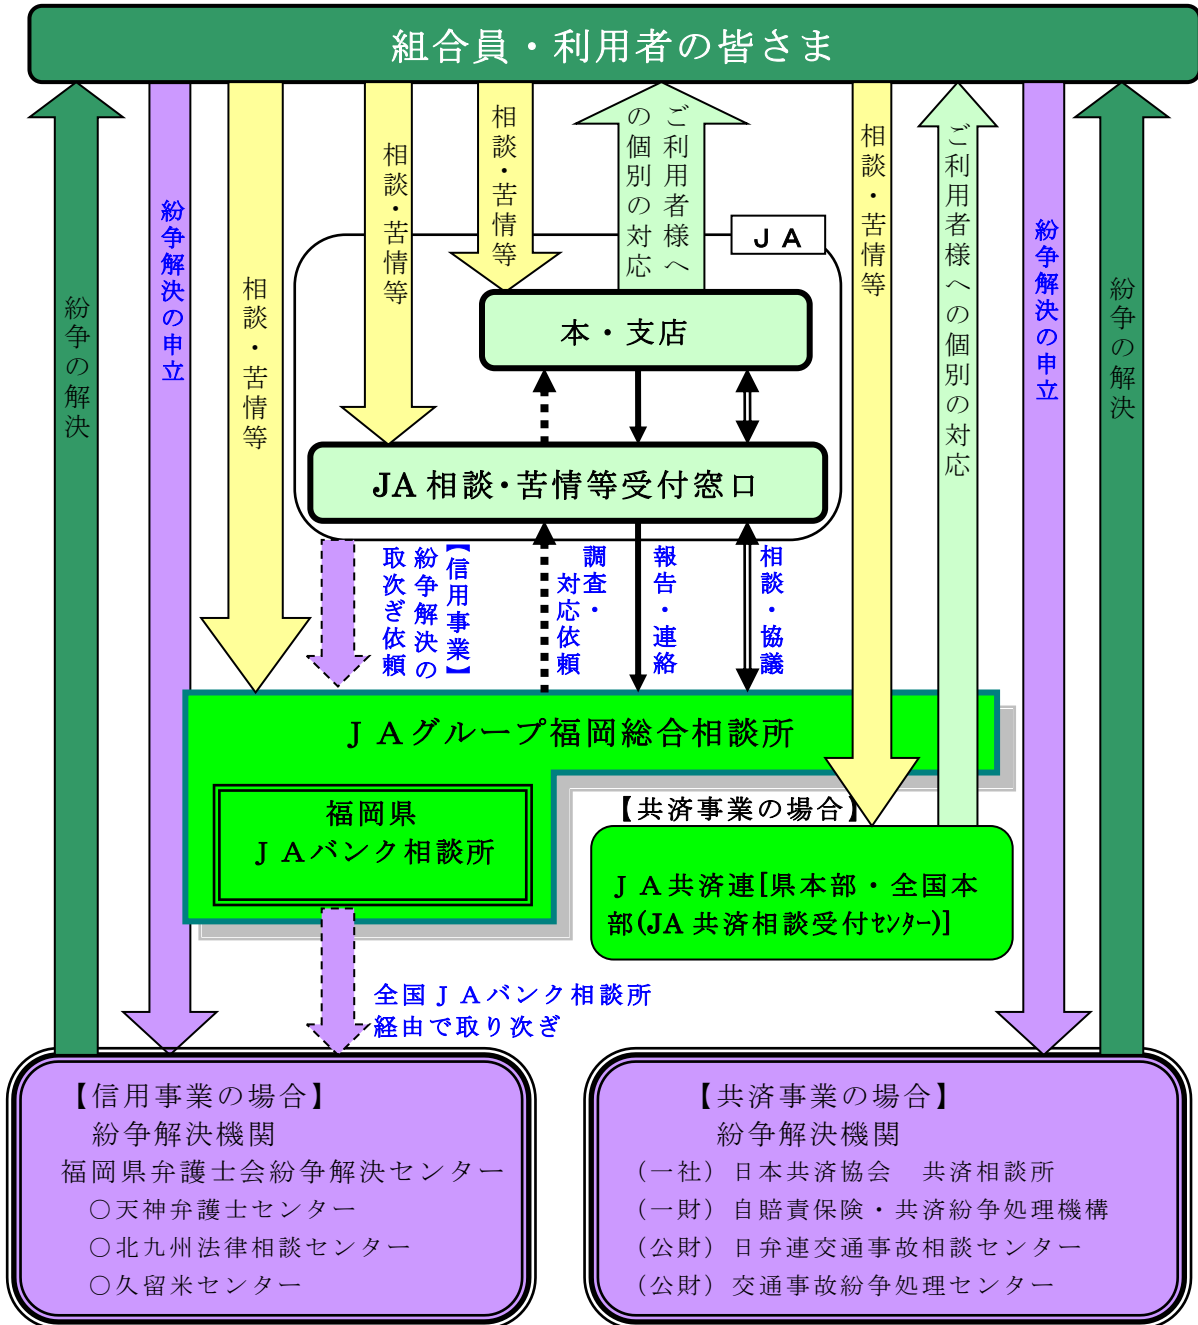 組合員・利用者の皆さま
紛争の解決
紛争解決の申立
相談・苦情等
相談・苦情等
相談・苦情等
ご利用者様へ
の個別の対応
相談・苦情等
ご利用者様への個別の対応
紛争解決の申立
紛争の解決
ＪＡ
本・支店
JA相談・苦情等受付窓口
【信用事業】
紛争解決の
取次ぎ依頼
調査・
対応依頼
報告・連絡
相談・協議
ＪＡグループ福岡総合相談所
福岡県
ＪＡバンク相談所
【共済事業の場合】
ＪＡ共済連[県本部・全国本
部(JA共済相談受付ｾﾝﾀｰ)]
全国ＪＡバンク相談所
経由で取り次ぎ
【信用事業の場合】
紛争解決機関
福岡県弁護士会紛争解決センター
○天神弁護士センター
○北九州法律相談センター
○久留米センター
【共済事業の場合】
紛争解決機関
（一社）日本共済協会　共済相談所
（一財）自賠責保険・共済紛争処理機構
（公財）日弁連交通事故相談センター
（公財）交通事故紛争処理センター